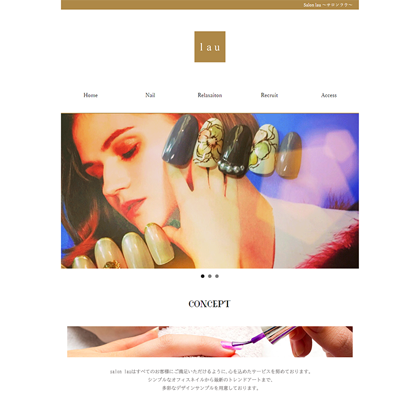 Salon lau 〜サロンラウ〜
lau
Home
Nail
Relaxaiton
Recruit
Access
CONCEPT
salon lauはすべてのお客様にご満足いただけるように、心を込めたサービスを努めております。
シンプルなオフィスネイルから最新のトレンドアートまで、
多彩なデザインサンプルを用意しております。